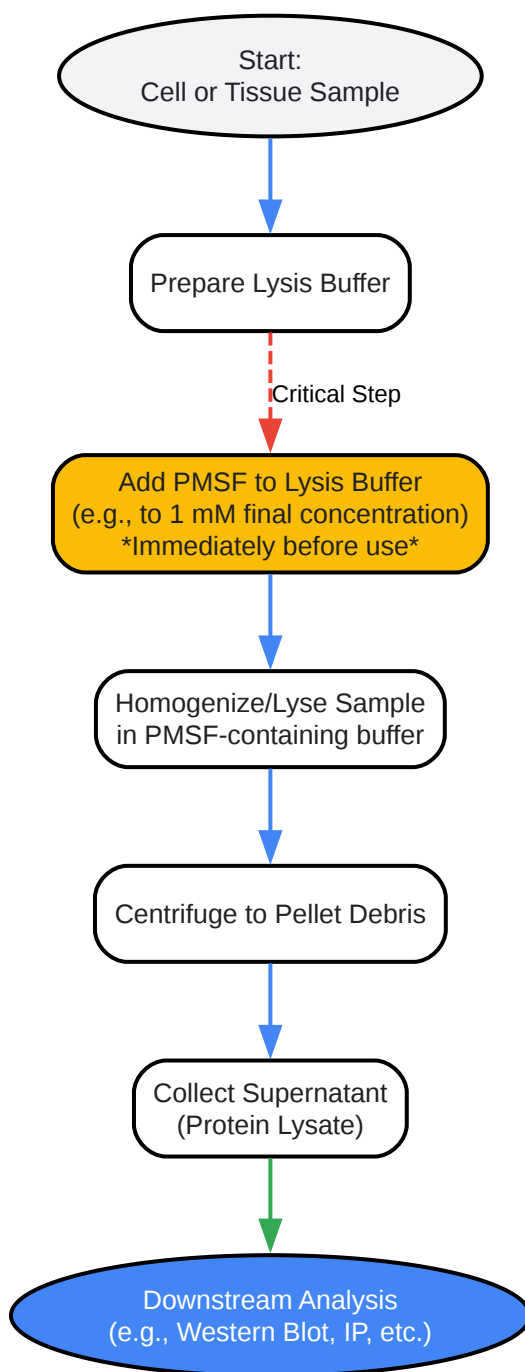 Start:
Cell or Tissue Sample
Prepare Lysis Buffer
Critical Step
Add PMSF to Lysis Buffer
(e.g., to 1 mM final concentration)
*Immediately before use*
Homogenize/Lyse Sample
in PMSF-containing buffer
Centrifuge to Pellet Debris
Collect Supernatant
(Protein Lysate)
Downstream Analysis
(e.g., Western Blot, IP, etc.)